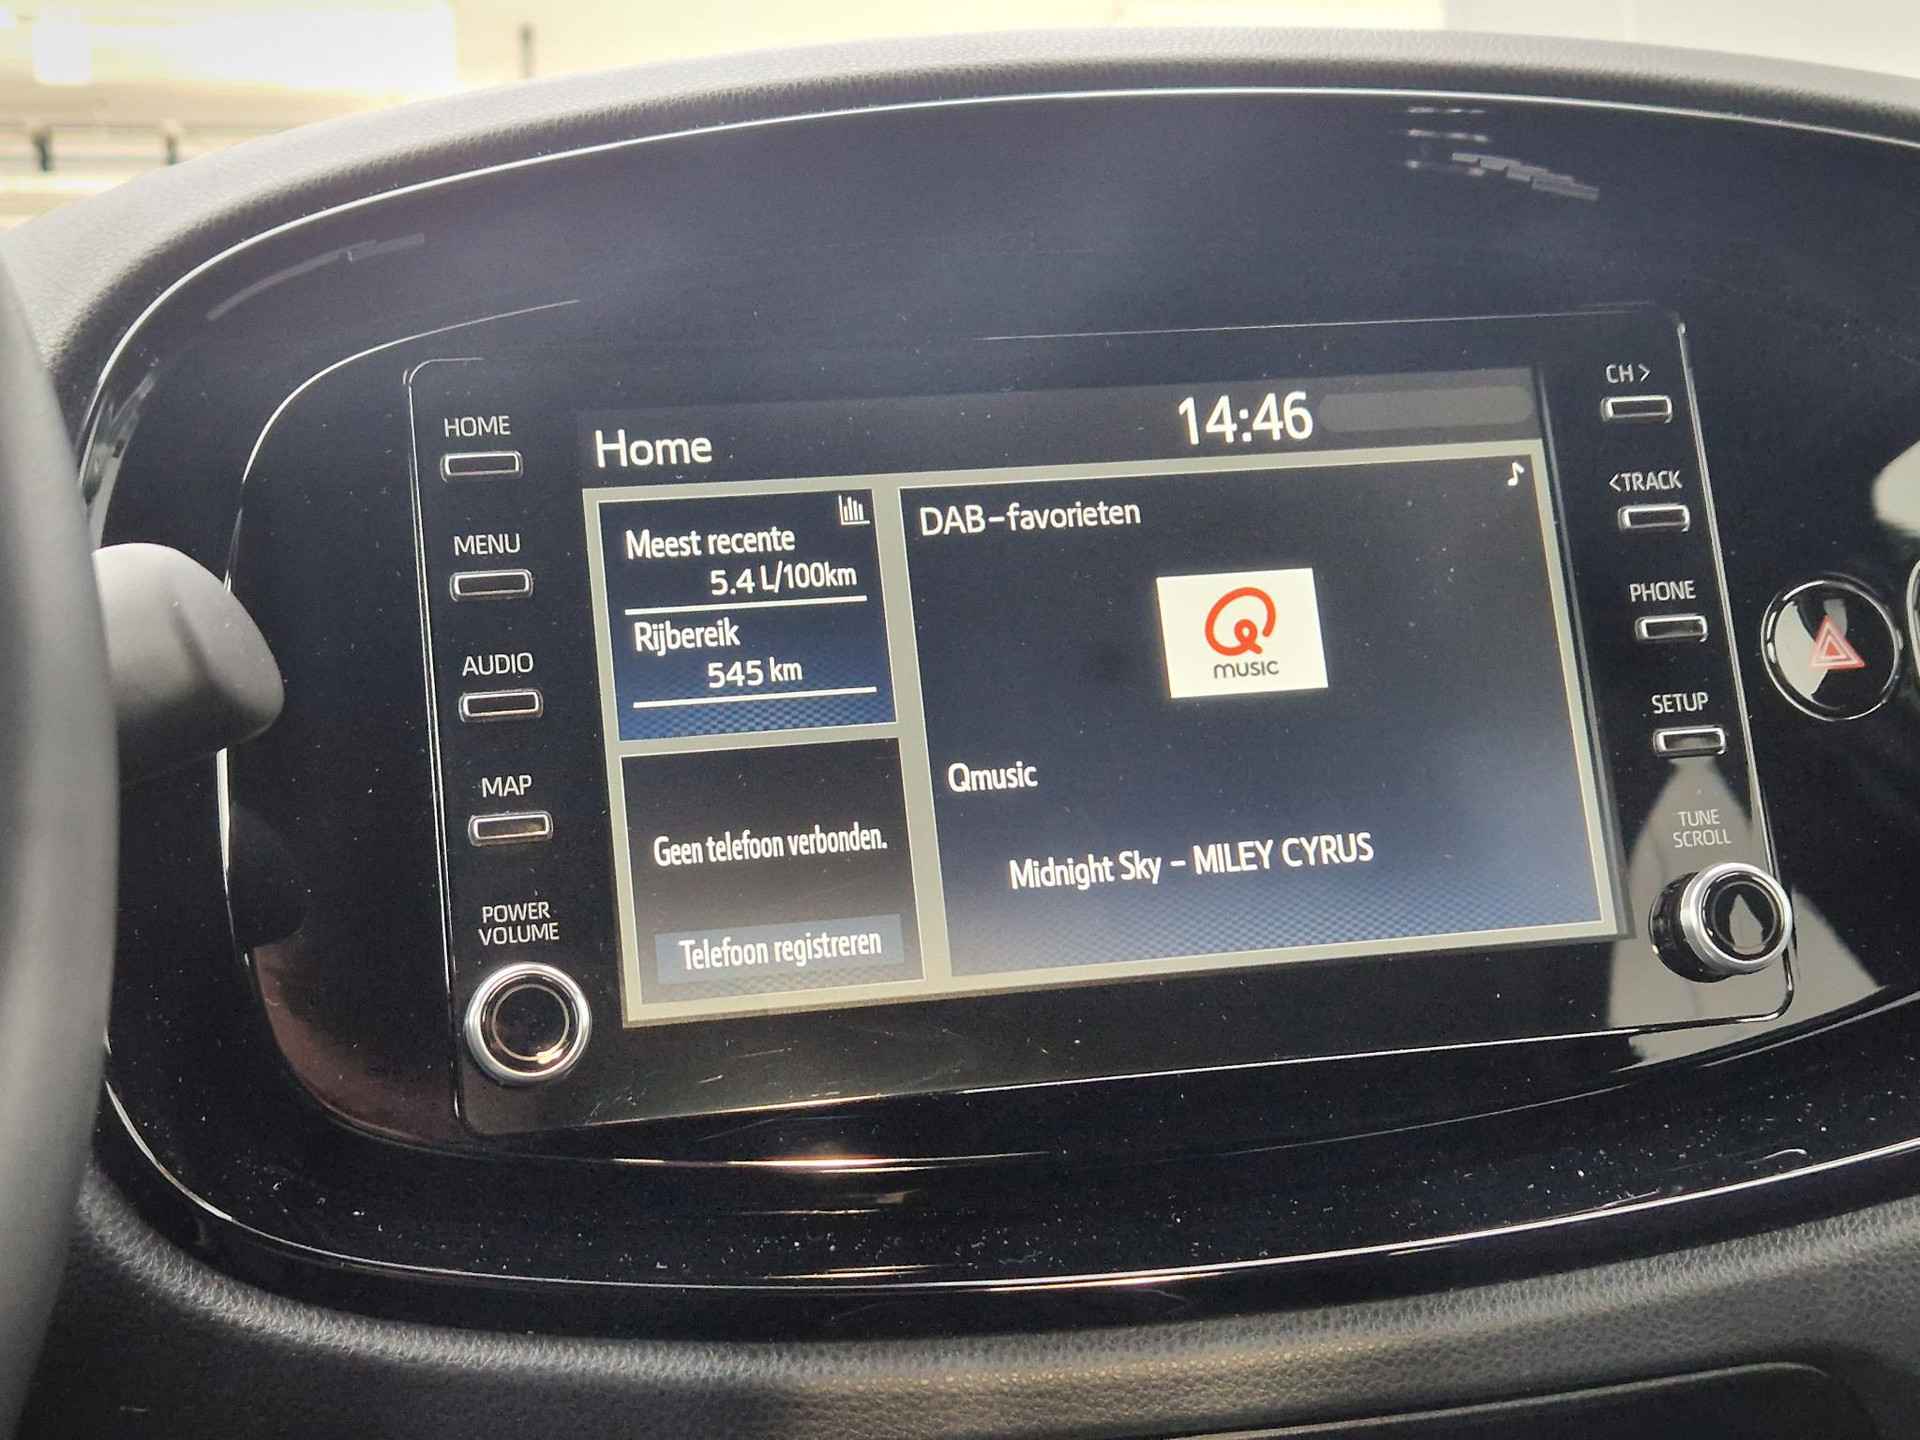 HOME
MENU
AUDIO
MAP
POWER
VOLUME
Home
14:46
Meest recente
5.4 L/100km
Rijbereik
545 km
Geen telefoon verbonden.
Telefoon registreren
DAB-favorieten
Q
MUSIC
Qmusic
Midnight Sky - MILEY CYRUS
CH >
<TRACK
PHONE
SETUP
TUNE
SCROLL